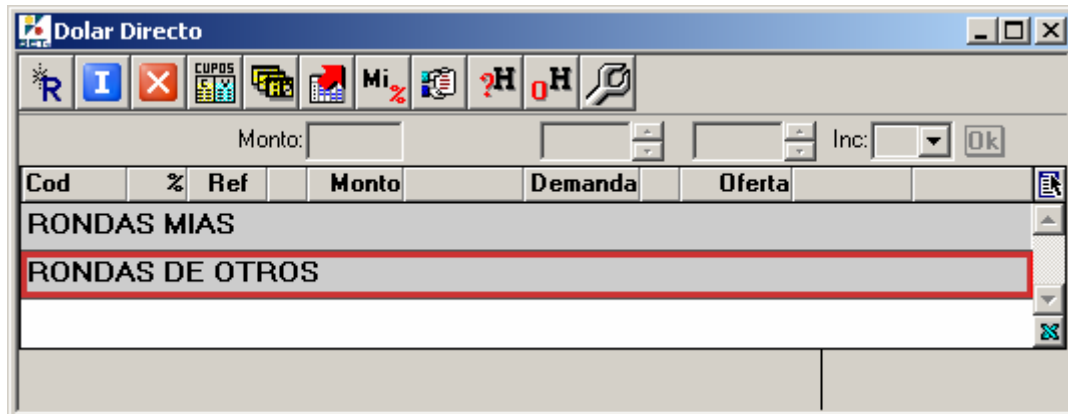 Dolar Directo
R I CUPOS Mi% ?H 0H
Monto: Inc: Ok
Cod % Ref Monto Demanda Oferta
RONDAS MIAS
RONDAS DE OTROS